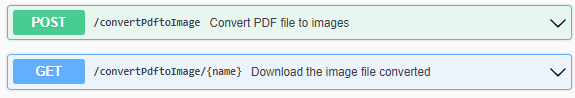 POST /convertPdftoImage Convert PDF file to images
GET /convertPdftoImage/{name} Download the image file converted